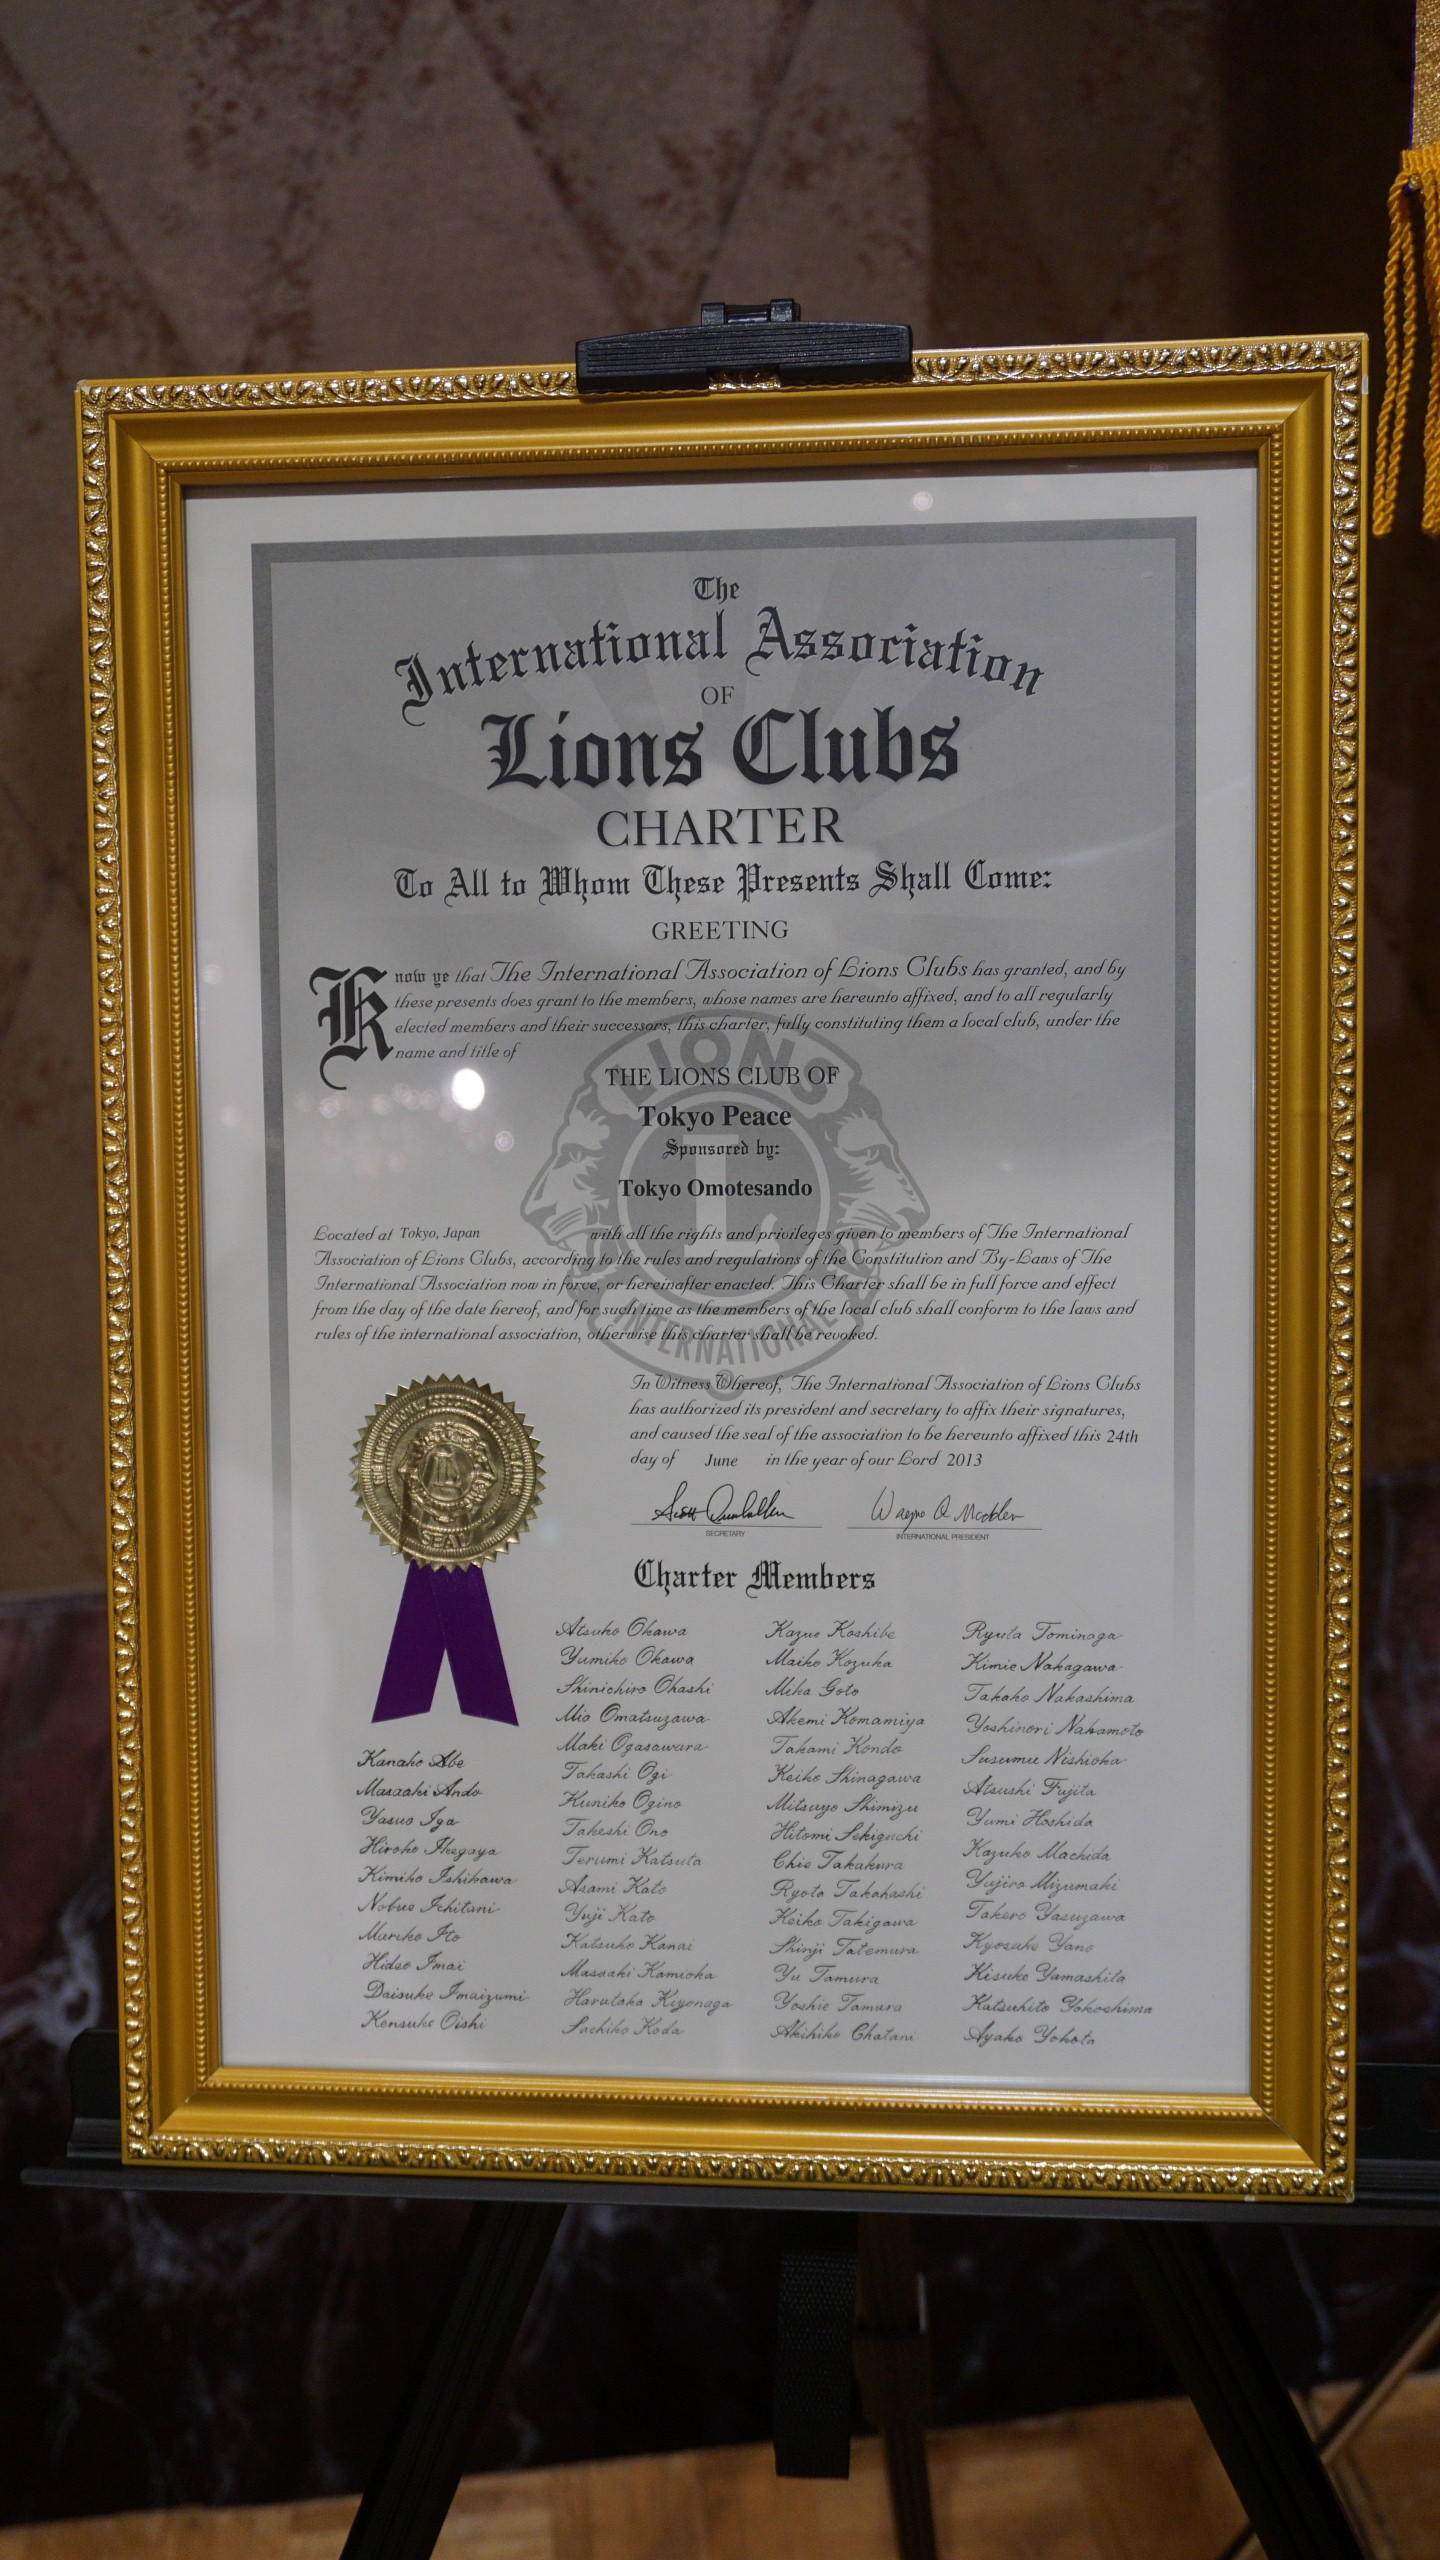 The
International Association
OF
Lions Clubs
CHARTER
To All to Whom These Presents Shall Come:
GREETING
Know ye that The International Association of Lions Clubs has granted, and by
these presents does grant to the members, whose names are hereunto affixed, and to all regularly
elected members and their successors, this charter, fully constituting them a local club, under the
name and title of
LIONS
THE LIONS CLUB OF
Tokyo Peace
Sponsored by:
Tokyo Omotesando
L
Located at Tokyo, Japan with all the rights and privileges given to members of The International
Association of Lions Clubs, according to the rules and regulations of the Constitution and By-Laws of The
International Association now in force, or hereinafter enacted. This Charter shall be in full force and effect
from the day of the date hereof, and for such time as the members of the local club shall conform to the laws and
rules of the international association, otherwise this charter shall be revoked.
INTERNATIONAL
In Witness Whereof, The International Association of Lions Clubs
has authorized its president and secretary to affix their signatures,
and caused the seal of the association to be hereunto affixed this 24th
day of June in the year of our Lord 2013
SEAL
Wayne A Madden
SECRETARY
INTERNATIONAL PRESIDENT
Charter Members
Kanako Abe
Masaaki Ando
Yasuo Iga
Hiroko Ikegaya
Kimiko Ishikawa
Nobue Ichitani
Mariko Ito
Hideo Imai
Daisuke Imaizumi
Kensuke Oishi
Atsuko Okawa
Yumiko Okawa
Shinichiro Ohashi
Mio Omatsuzawa
Maki Ogasawara
Takashi Ogi
Kuniko Ogino
Takeshi Ono
Terumi Katsuta
Asami Kato
Yuji Kato
Katsuko Kanai
Masaaki Kamioka
Harutaka Kiyonaga
Sachiko Koda
Kazue Koshibe
Maiko Kozuka
Mika Goto
Akemi Komamiya
Takami Kondo
Keiko Shinagawa
Mitsuyo Shimizu
Hitomi Sekiguchi
Chie Takakura
Ryota Takahashi
Keiko Takigawa
Shinji Tatemura
Yu Tamura
Yoshie Tamura
Akihiko Chatani
Ryuta Tominaga
Kimie Nakagawa
Takako Nakashima
Yoshinori Nakamoto
Susumu Nishioka
Atsushi Fujita
Yumi Hoshida
Kazuko Machida
Yujiro Mizumaki
Takero Yasuzawa
Kyosuke Yano
Kisuke Yamashita
Katsuhito Yokoshima
Ayako Yokota